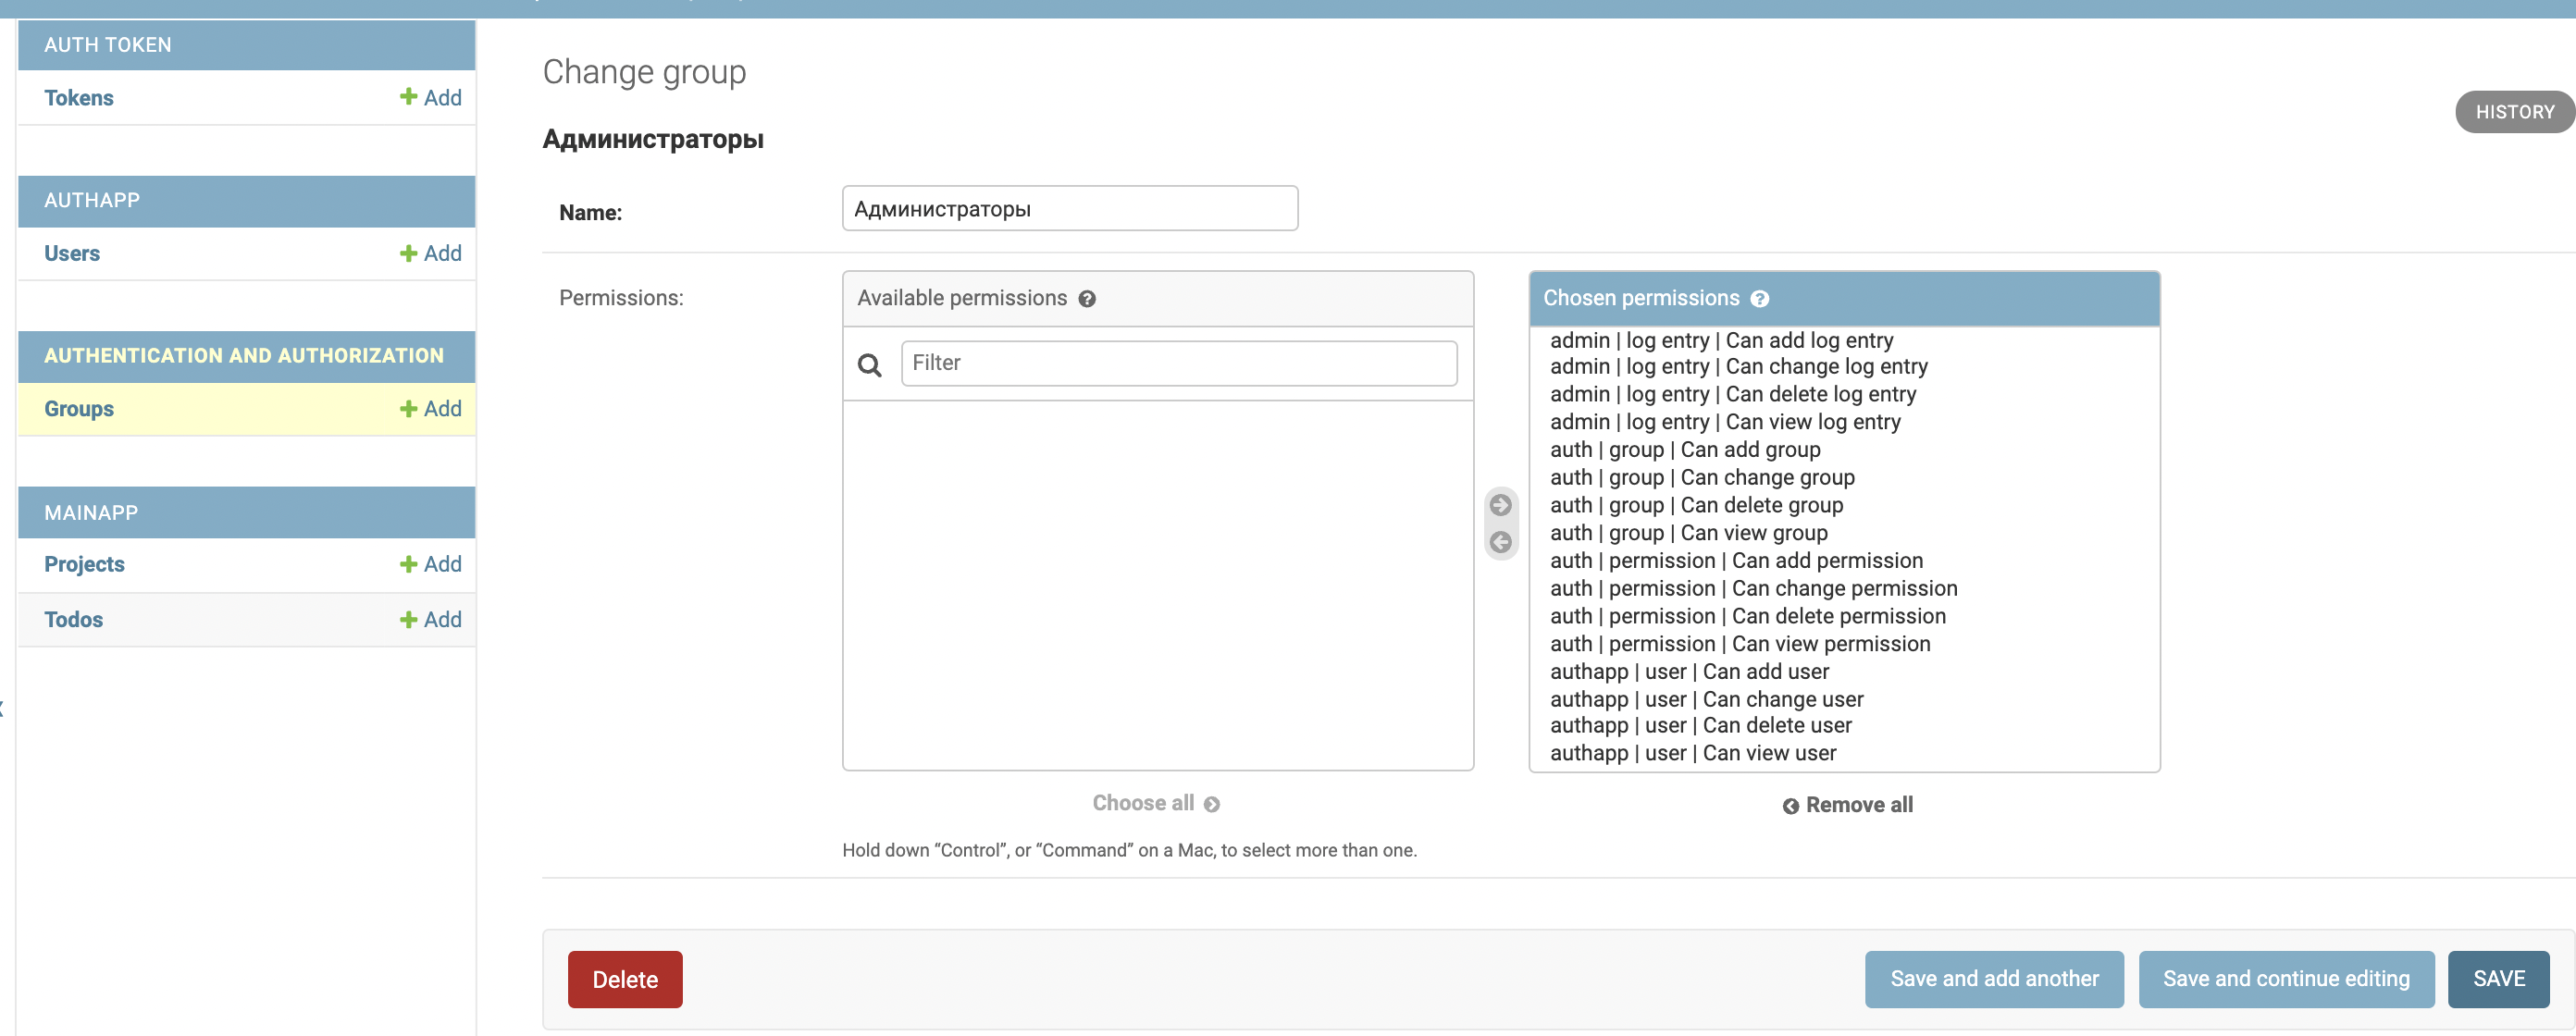 AUTH TOKEN
Tokens
Add
AUTHAPP
Users
Add
AUTHENTICATION AND AUTHORIZATION
Groups
Add
MAINAPP
Projects
Add
Todos
Add
Change group
HISTORY
Администраторы
Name:
Администраторы
Permissions:
Available permissions ?
Filter
Choose all
Chosen permissions ?
admin | log entry | Can add log entry
admin | log entry | Can change log entry
admin | log entry | Can delete log entry
admin | log entry | Can view log entry
auth | group | Can add group
auth | group | Can change group
auth | group | Can delete group
auth | group | Can view group
auth | permission | Can add permission
auth | permission | Can change permission
auth | permission | Can delete permission
auth | permission | Can view permission
authapp | user | Can add user
authapp | user | Can change user
authapp | user | Can delete user
authapp | user | Can view user
Remove all
Hold down “Control”, or “Command” on a Mac, to select more than one.
Delete
Save and add another
Save and continue editing
SAVE